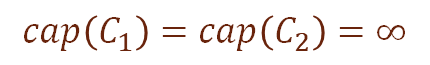 cap(C₁) = cap(C₂) = ∞